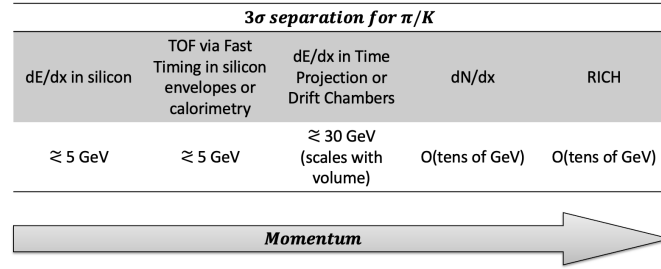 3σ separation for π/K
dE/dx in silicon
TOF via Fast
Timing in silicon
envelopes or
calorimetry
dE/dx in Time
Projection or
Drift Chambers
dN/dx
RICH
≳ 5 GeV
≳ 5 GeV
≳ 30 GeV
(scales with
volume)
O(tens of GeV)
O(tens of GeV)
Momentum